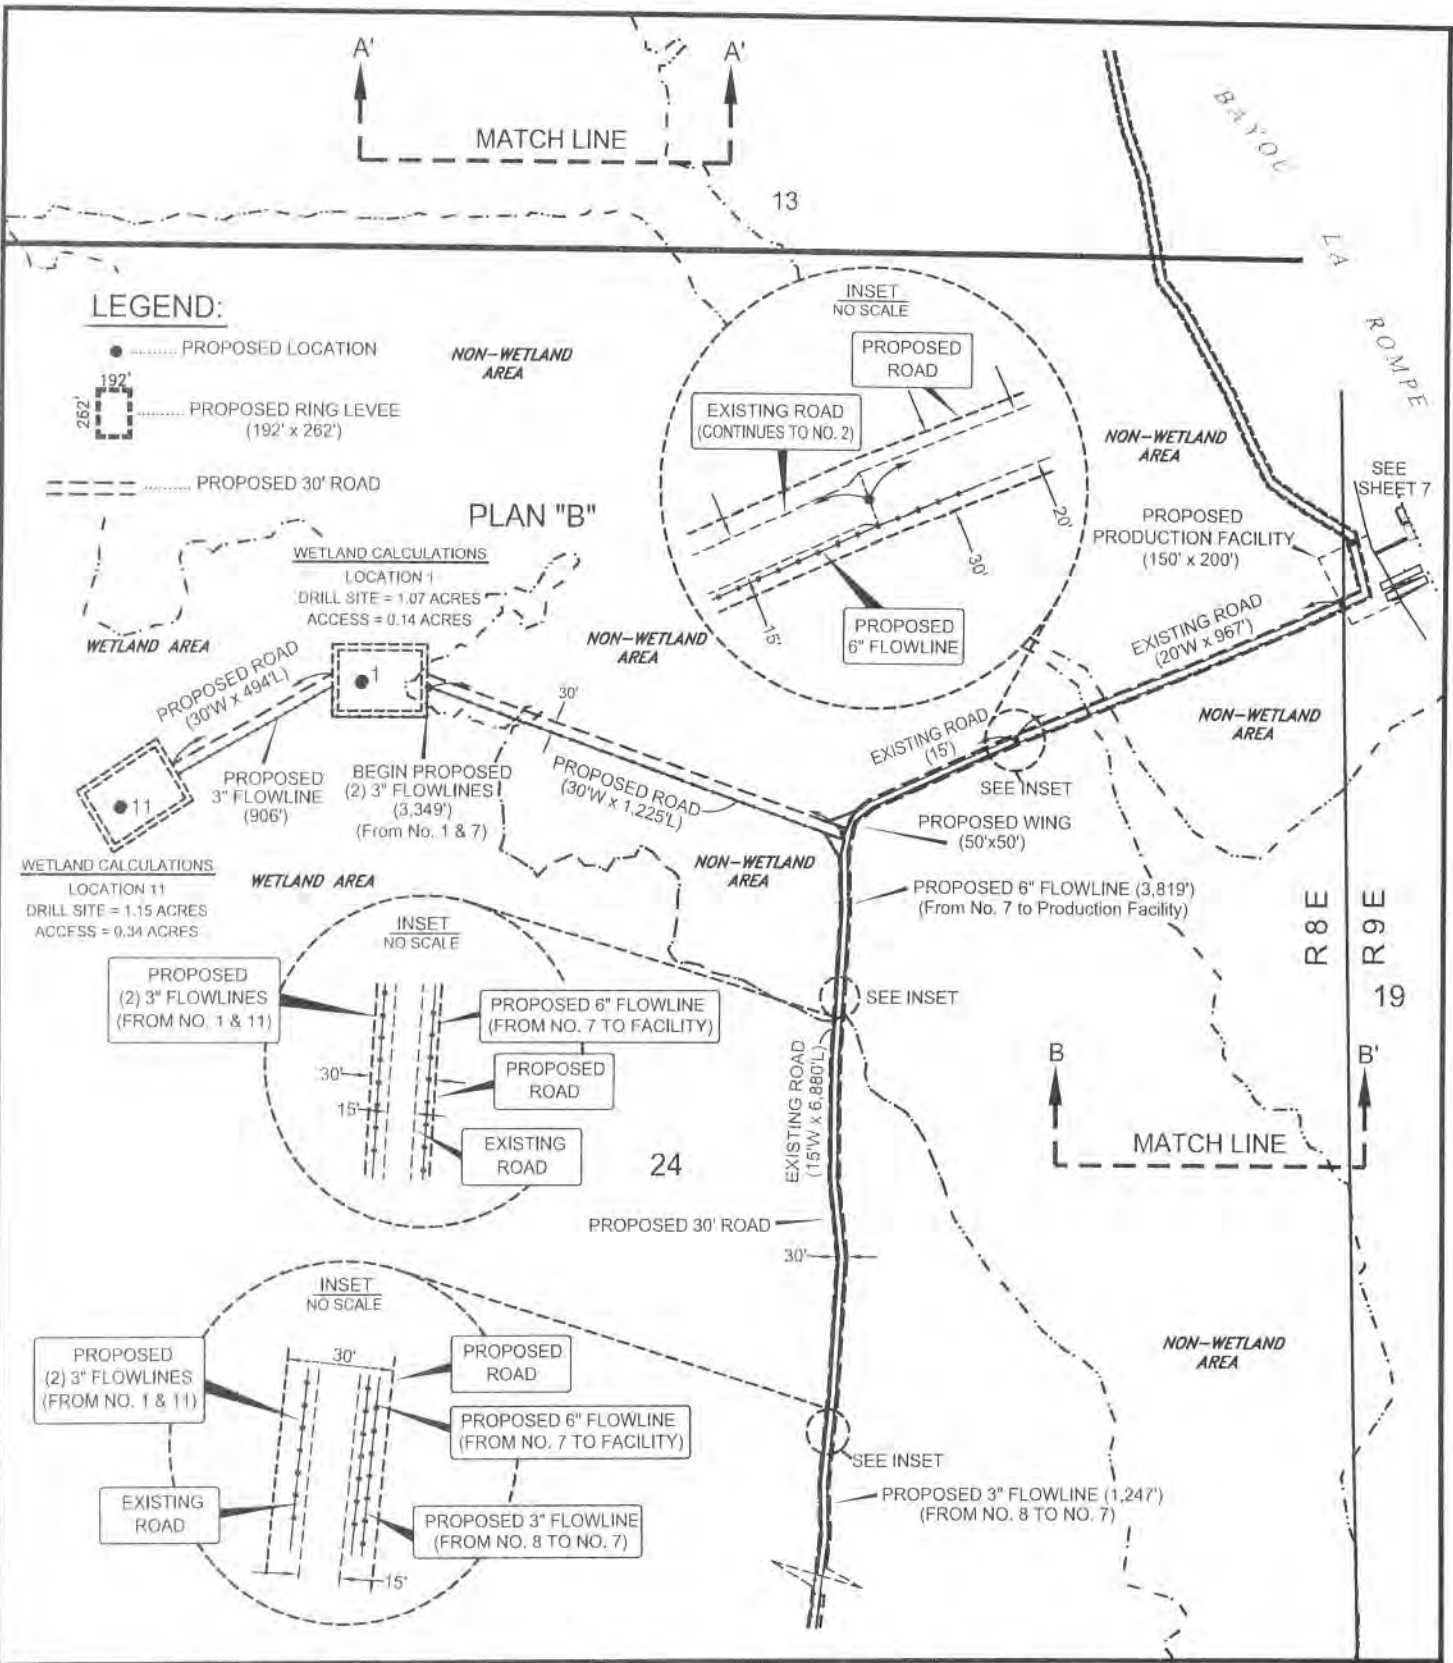 A'
A'
MATCH LINE
13
BAYOU
LA
ROMPE
LEGEND:
PROPOSED LOCATION
192'
262'
PROPOSED RING LEVEE
(192' x 262')
PROPOSED 30' ROAD
NON-WETLAND
AREA
INSET
NO SCALE
PROPOSED
ROAD
EXISTING ROAD
(CONTINUES TO NO. 2)
20'
30'
15'
PROPOSED
6" FLOWLINE
NON-WETLAND
AREA
SEE
SHEET 7
PROPOSED
PRODUCTION FACILITY
(150' x 200')
PLAN "B"
WETLAND CALCULATIONS
LOCATION 1
DRILL SITE = 1.07 ACRES
ACCESS = 0.14 ACRES
WETLAND AREA
NON-WETLAND
AREA
EXISTING ROAD
(20'W x 967')
PROPOSED ROAD
(30'W x 494'L)
1
30'
NON-WETLAND
AREA
EXISTING ROAD
(15')
SEE INSET
11
PROPOSED
3" FLOWLINE
(906')
BEGIN PROPOSED
(2) 3" FLOWLINES
(3,349')
(From No. 1 & 7)
PROPOSED ROAD
(30'W x 1,225'L)
PROPOSED WING
(50'x50')
WETLAND CALCULATIONS
LOCATION 11
DRILL SITE = 1.15 ACRES
ACCESS = 0.34 ACRES
WETLAND AREA
NON-WETLAND
AREA
PROPOSED 6" FLOWLINE (3,819')
(From No. 7 to Production Facility)
R8E
R9E
19
INSET
NO SCALE
PROPOSED
(2) 3" FLOWLINES
(FROM NO. 1 & 11)
PROPOSED 6" FLOWLINE
(FROM NO. 7 TO FACILITY)
30'
15'
PROPOSED
ROAD
EXISTING
ROAD
SEE INSET
EXISTING ROAD
(15'W x 6,880'L)
24
B
B'
MATCH LINE
PROPOSED 30' ROAD
30'
INSET
NO SCALE
PROPOSED
(2) 3" FLOWLINES
(FROM NO. 1 & 11)
30'
PROPOSED
ROAD
PROPOSED 6" FLOWLINE
(FROM NO. 7 TO FACILITY)
EXISTING
ROAD
PROPOSED 3" FLOWLINE
(FROM NO. 8 TO NO. 7)
15'
NON-WETLAND
AREA
SEE INSET
PROPOSED 3" FLOWLINE (1,247')
(FROM NO. 8 TO NO. 7)